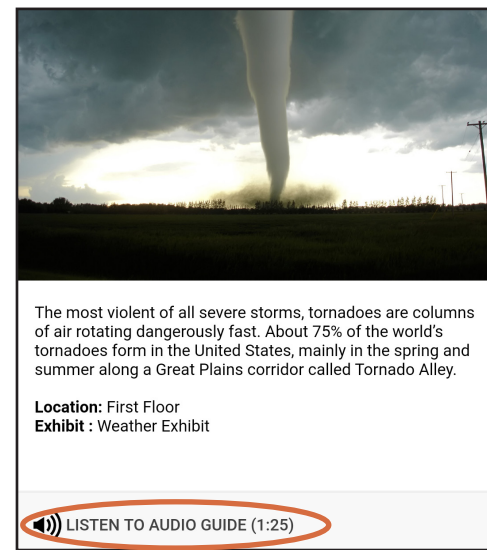 The most violent of all severe storms, tornadoes are columns
of air rotating dangerously fast. About 75% of the world’s
tornadoes form in the United States, mainly in the spring and
summer along a Great Plains corridor called Tornado Alley.
Location: First Floor
Exhibit : Weather Exhibit
LISTEN TO AUDIO GUIDE (1:25)